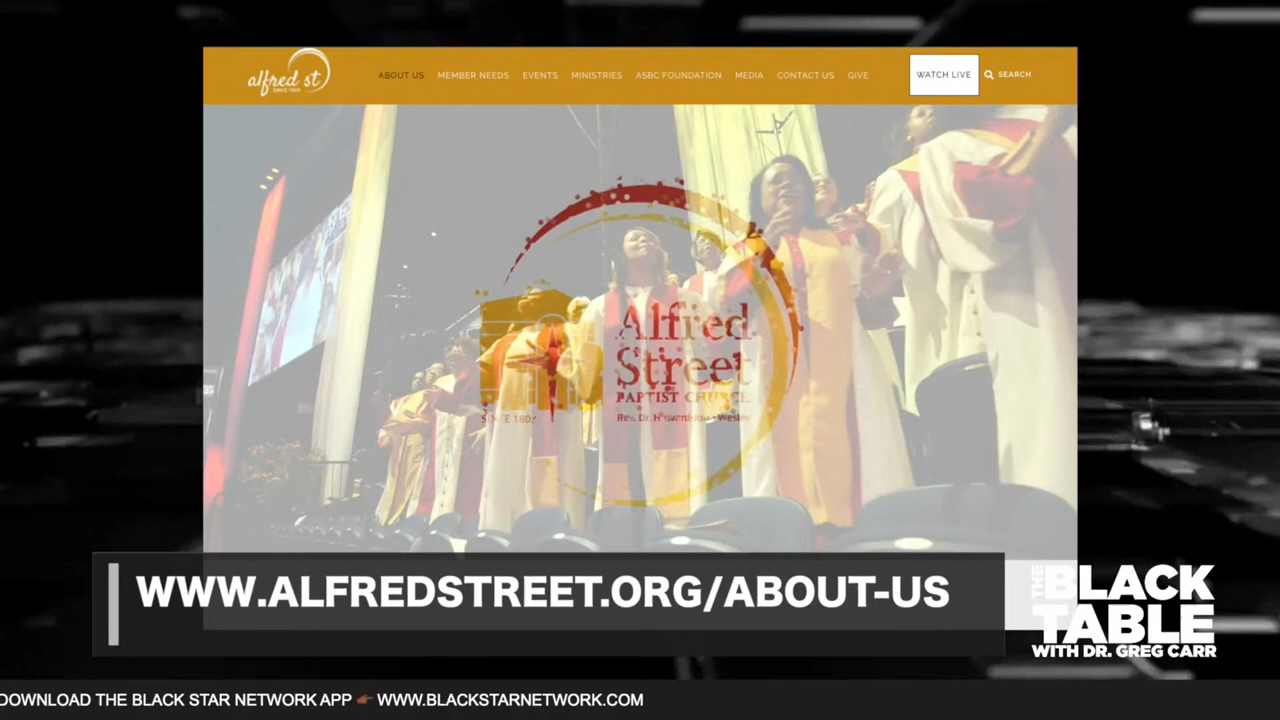 alfred st
ABOUT US MEMBER NEEDS EVENTS MINISTRIES ASBC FOUNDATION MEDIA CONTACT US GIVE WATCH LIVE SEARCH
Alfred
Street
BAPTIST CHURCH
Rev. Dr.
WWW.ALFREDSTREET.ORG/ABOUT-US
THE
BLACK
TABLE
WITH DR. GREG CARR
DOWNLOAD THE BLACK STAR NETWORK APP WWW.BLACKSTARNETWORK.COM